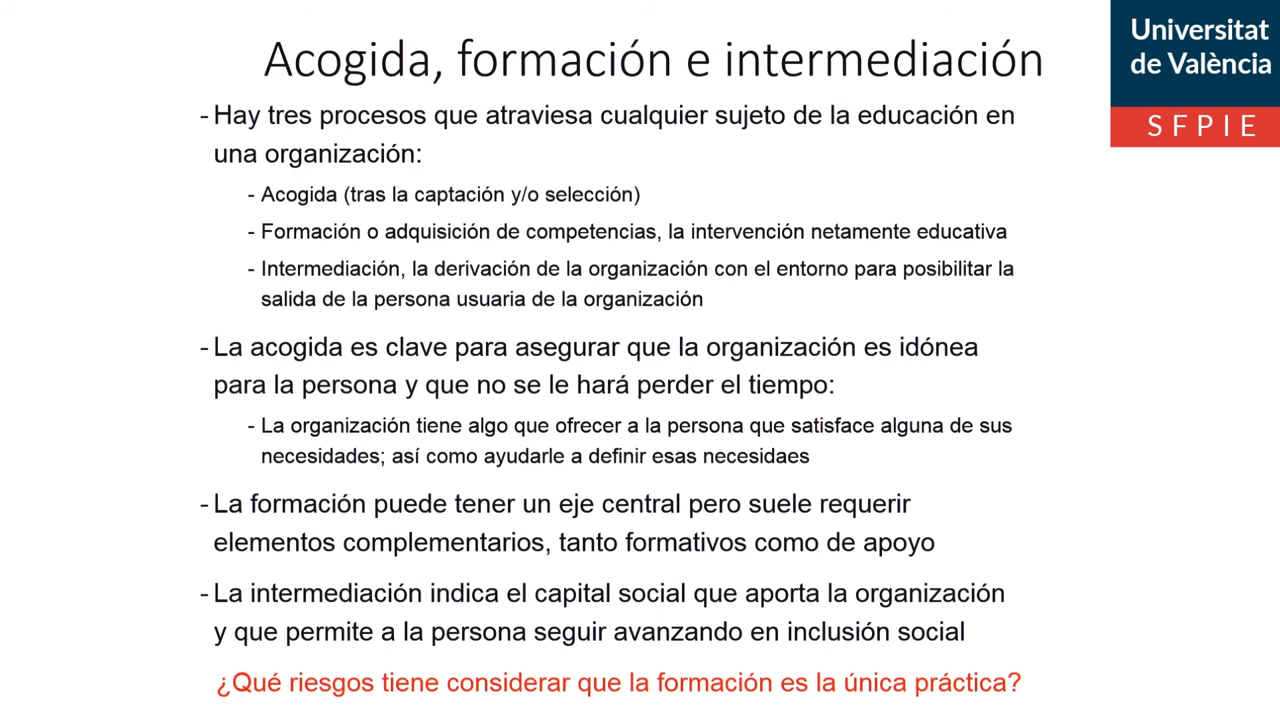 Acogida, formación e intermediación
Universitat
de València
SFPIE
- Hay tres procesos que atraviesa cualquier sujeto de la educación en
una organización:
- Acogida (tras la captación y/o selección)
- Formación o adquisición de competencias, la intervención netamente educativa
- Intermediación, la derivación de la organización con el entorno para posibilitar la
salida de la persona usuaria de la organización
- La acogida es clave para asegurar que la organización es idónea
para la persona y que no se le hará perder el tiempo:
- La organización tiene algo que ofrecer a la persona que satisface alguna de sus
necesidades; así como ayudarle a definir esas necesidaes
- La formación puede tener un eje central pero suele requerir
elementos complementarios, tanto formativos como de apoyo
- La intermediación indica el capital social que aporta la organización
y que permite a la persona seguir avanzando en inclusión social
¿Qué riesgos tiene considerar que la formación es la única práctica?